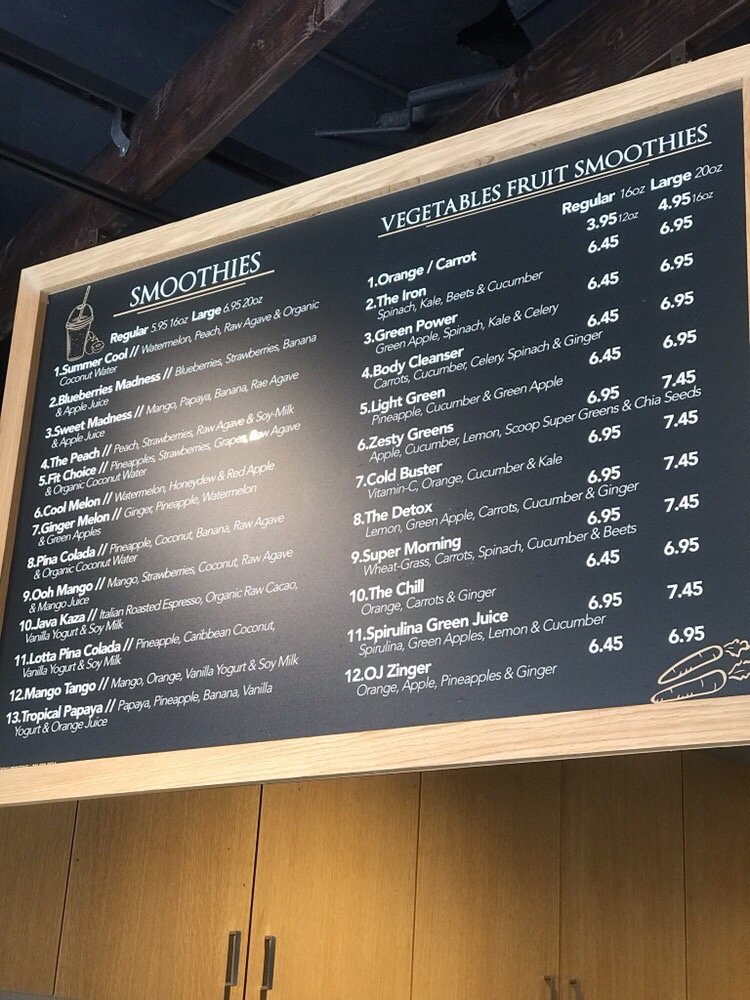 SMOOTHIES
Regular 5.95 16oz Large 6.95 20oz
1.Summer Cool // Watermelon, Peach, Raw Agave & Organic
Coconut Water
2.Blueberries Madness // Blueberries, Strawberries, Banana
& Apple Juice
3.Sweet Madness // Mango, Papaya, Banana, Rae Agave
& Apple Juice
4.The Peach // Peach, Strawberries, Raw Agave & Soy-Milk
5.Fit Choice // Pineapples, Strawberries, Grapes, Raw Agave
& Organic Coconut Water
6.Cool Melon // Watermelon, Honeydew & Red Apple
7.Ginger Melon // Ginger, Pineapple, Watermelon
& Green Apples
8.Pina Colada // Pineapple, Coconut, Banana, Raw Agave
& Organic Coconut Water
9.Ooh Mango // Mango, Strawberries, Coconut, Raw Agave
& Mango Juice
10.Java Kaza // Italian Roasted Espresso, Organic Raw Cacao,
Vanilla Yogurt & Soy Milk
11.Lotta Pina Colada // Pineapple, Caribbean Coconut,
Vanilla Yogurt & Soy Milk
12.Mango Tango // Mango, Orange, Vanilla Yogurt & Soy Milk
13.Tropical Papaya // Papaya, Pineapple, Banana, Vanilla
Yogurt & Orange Juice
VEGETABLES FRUIT SMOOTHIES
Regular 16oz Large 20oz
3.95 12oz 4.95 16oz
1.Orange / Carrot 6.45 6.95
2.The Iron 6.45 6.95
Spinach, Kale, Beets & Cucumber
3.Green Power 6.45 6.95
Green Apple, Spinach, Kale & Celery
4.Body Cleanser 6.45 6.95
Carrots, Cucumber, Celery, Spinach & Ginger
5.Light Green 6.95 7.45
Pineapple, Cucumber & Green Apple
6.Zesty Greens 6.95 7.45
Apple, Cucumber, Lemon, Scoop Super Greens & Chia Seeds
7.Cold Buster 6.95 7.45
Vitamin-C, Orange, Cucumber & Kale
8.The Detox 6.95 7.45
Lemon, Green Apple, Carrots, Cucumber & Ginger
9.Super Morning 6.45 6.95
Wheat-Grass, Carrots, Spinach, Cucumber & Beets
10.The Chill 6.95 7.45
Orange, Carrots & Ginger
11.Spirulina Green Juice 6.45 6.95
Spirulina, Green Apples, Lemon & Cucumber
12.OJ Zinger
Orange, Apple, Pineapples & Ginger